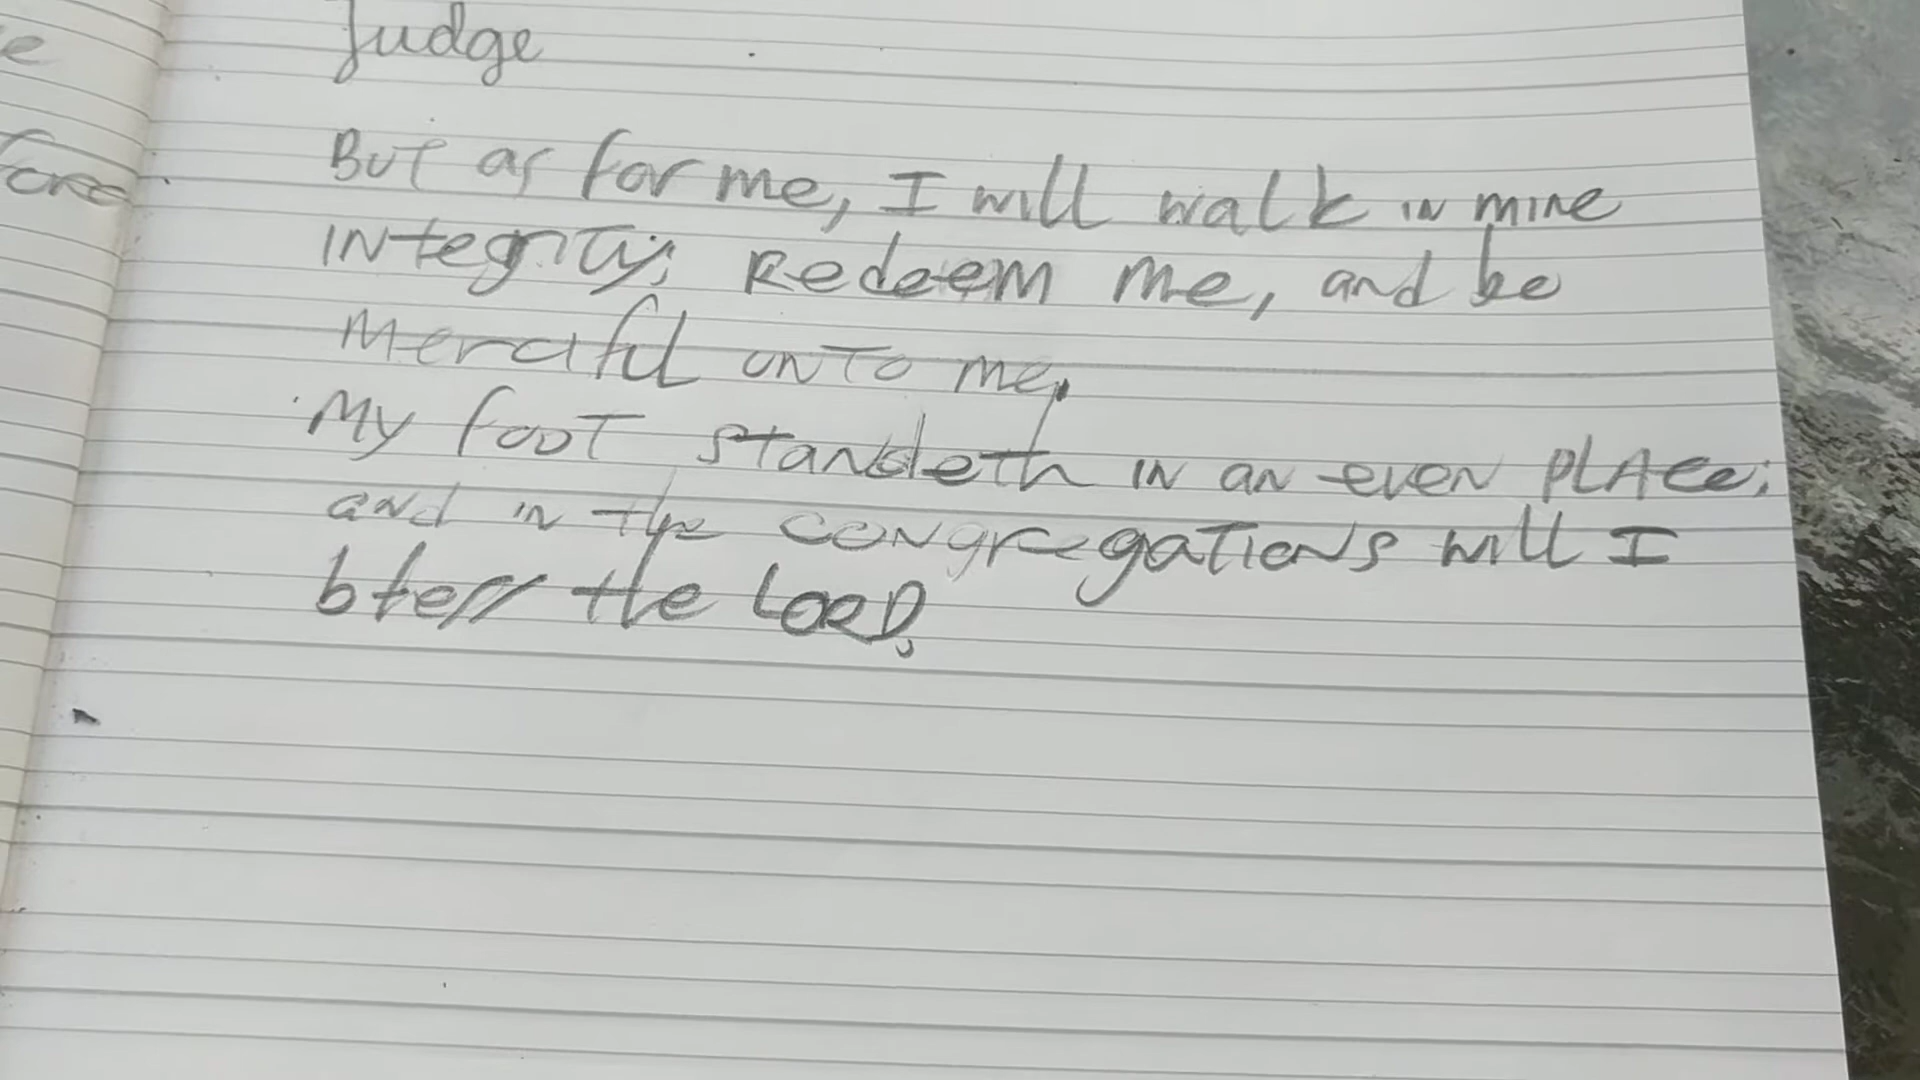 Judge
But as for me, I will walk in mine
integrity; Redeem me, and be
Merciful unto me.
My foot standeth in an even PLACe;
and in the congregations will I
bless the LORD.